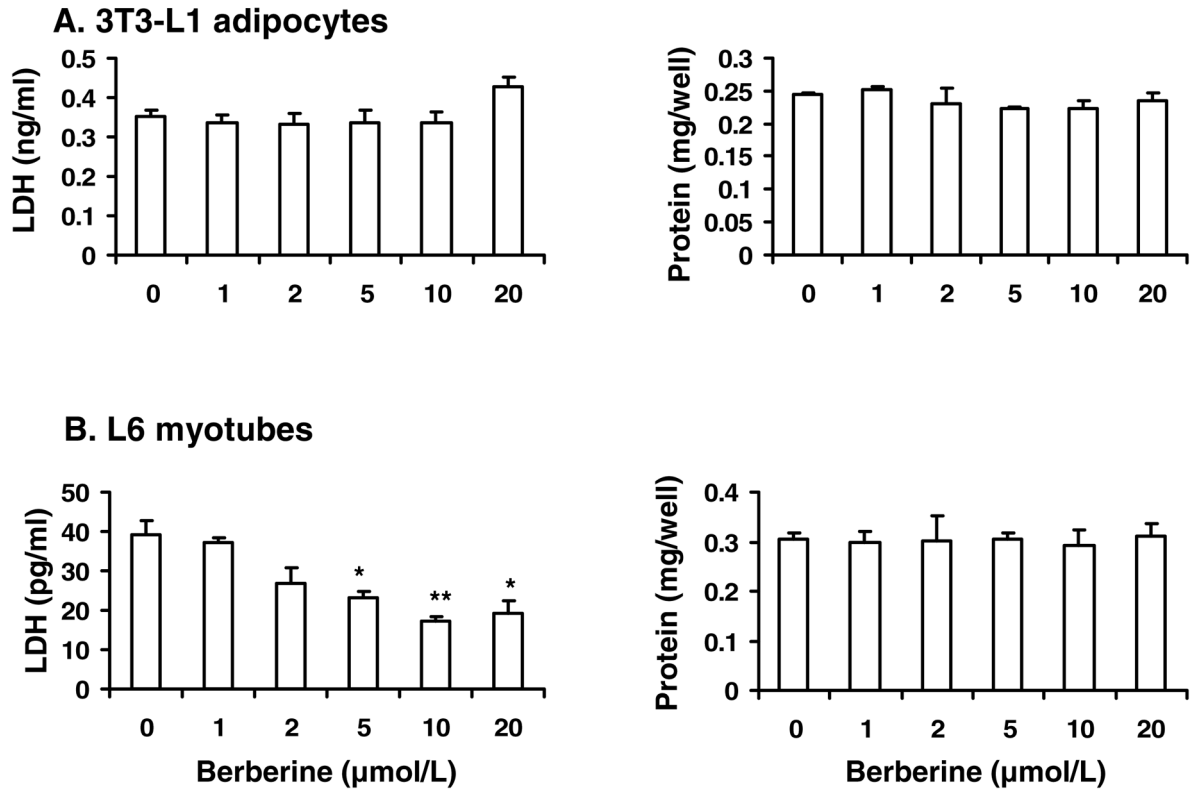 A. 3T3-L1 adipocytes
LDH (ng/ml)
0.5
0.4
0.3
0.2
0.1
0
0 1 2 5 10 20
Protein (mg/well)
0.3
0.25
0.2
0.15
0.1
0.05
0
0 1 2 5 10 20
B. L6 myotubes
LDH (pg/ml)
50
40
30
20
10
0
* ** *
0 1 2 5 10 20
Berberine (μmol/L)
Protein (mg/well)
0.4
0.3
0.2
0.1
0
0 1 2 5 10 20
Berberine (μmol/L)